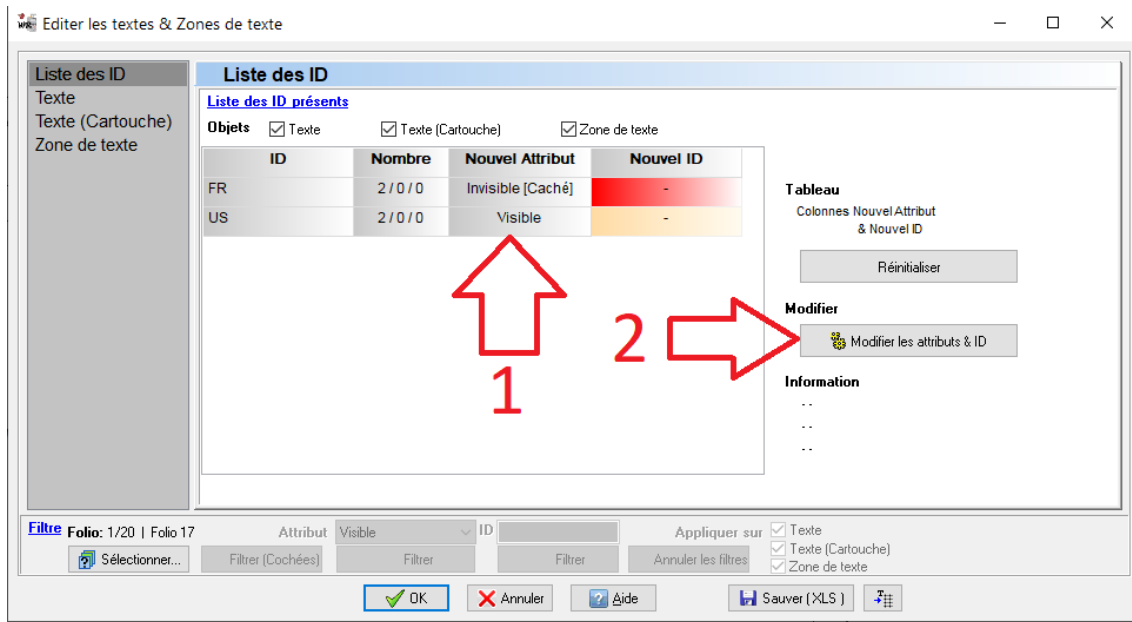 Editer les textes & Zones de texte
Liste des ID
Texte
Texte (Cartouche)
Zone de texte
Liste des ID
Liste des ID présents
Objets Texte Texte (Cartouche) Zone de texte
ID Nombre Nouvel Attribut Nouvel ID
FR 2 / 0 / 0 Invisible [Caché] -
US 2 / 0 / 0 Visible -
1
2
Tableau
Colonnes Nouvel Attribut
& Nouvel ID
Réinitialiser
Modifier
Modifier les attributs & ID
Information
- -
- -
- -
Filtre Folio: 1/20 | Folio 17 Attribut Visible ID Appliquer sur Texte
Texte (Cartouche)
Zone de texte
Sélectionner... Filtrer (Cochées) Filtrer Filtrer Annuler les filtres
OK Annuler Aide Sauver ( XLS )